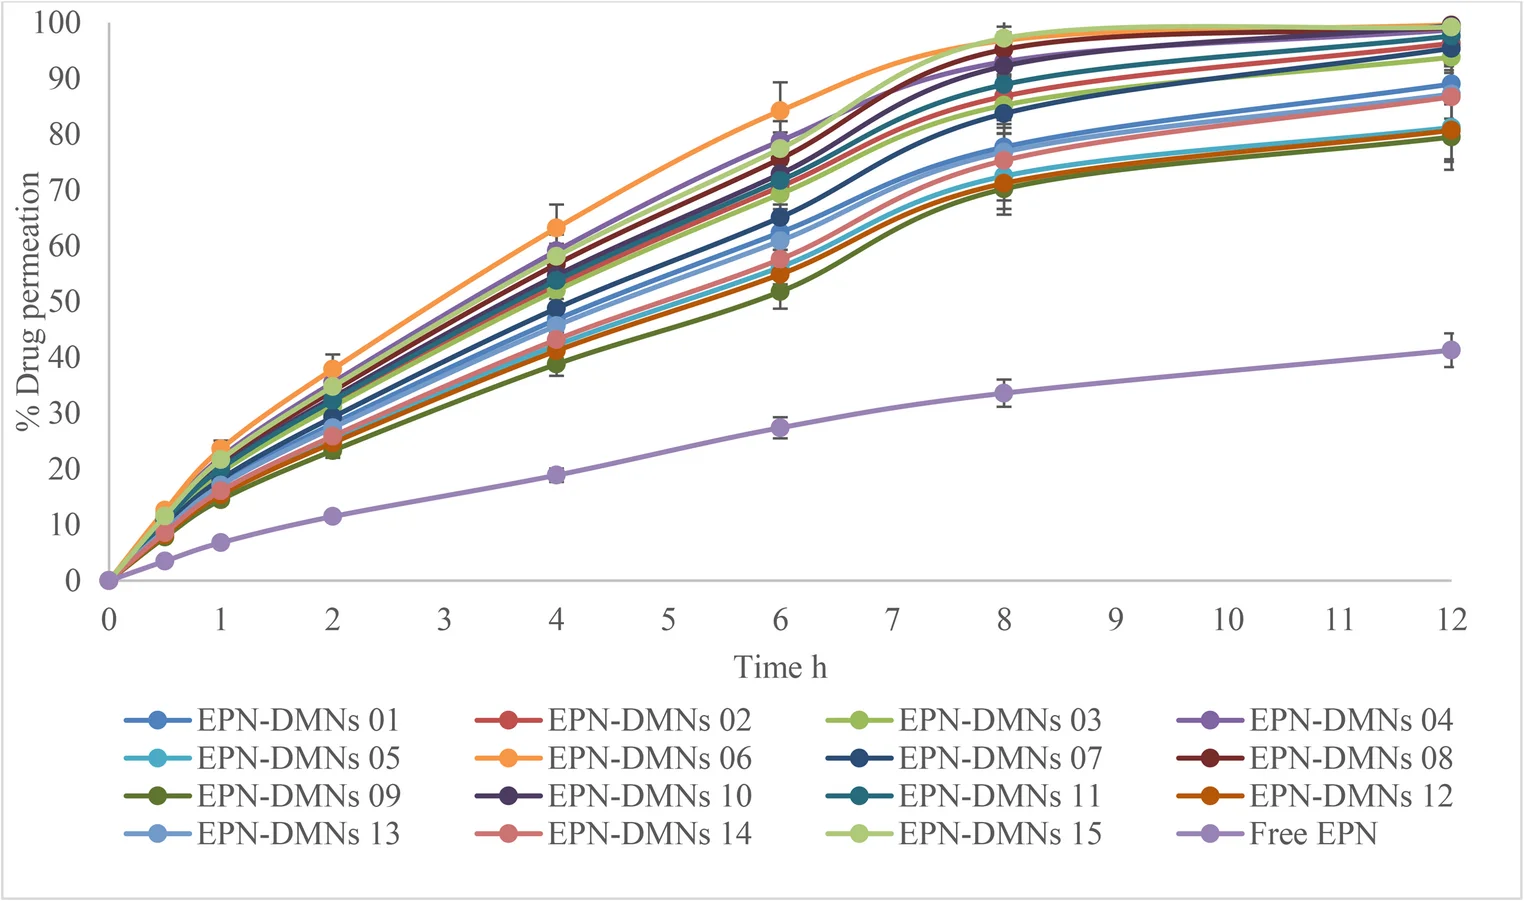 100
90
80
70
60
50
40
30
20
10
0
% Drug permeation
0 1 2 3 4 5 6 7 8 9 10 11 12
Time h
EPN-DMNs 01 EPN-DMNs 02 EPN-DMNs 03 EPN-DMNs 04
EPN-DMNs 05 EPN-DMNs 06 EPN-DMNs 07 EPN-DMNs 08
EPN-DMNs 09 EPN-DMNs 10 EPN-DMNs 11 EPN-DMNs 12
EPN-DMNs 13 EPN-DMNs 14 EPN-DMNs 15 Free EPN